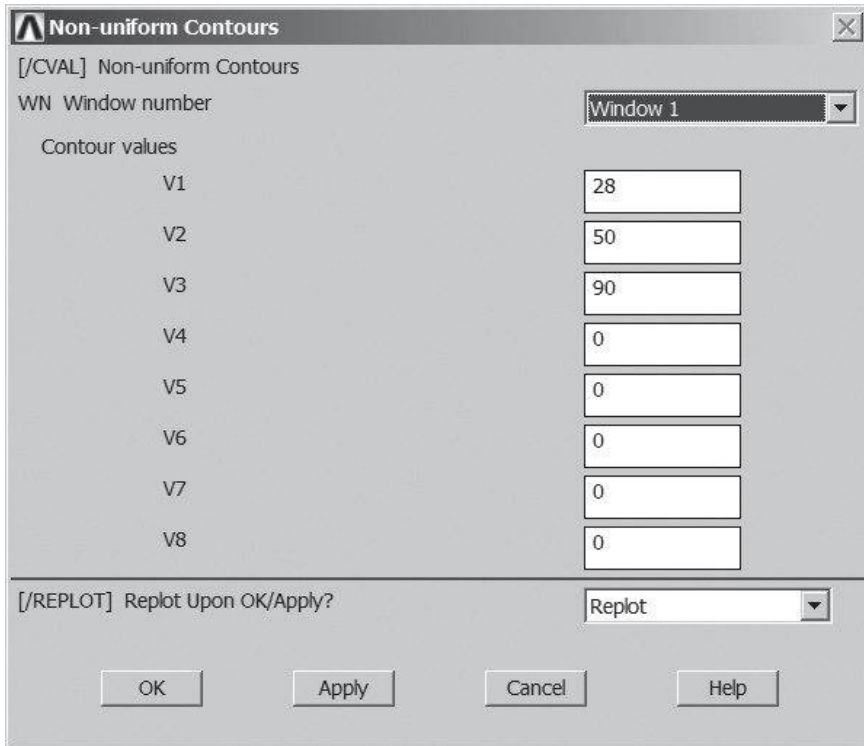 Non-uniform Contours
[/CVAL] Non-uniform Contours
WN Window number Window 1
Contour values
V1 28
V2 50
V3 90
V4 0
V5 0
V6 0
V7 0
V8 0
[/REPLOT] Replot Upon OK/Apply? Replot
OK Apply Cancel Help